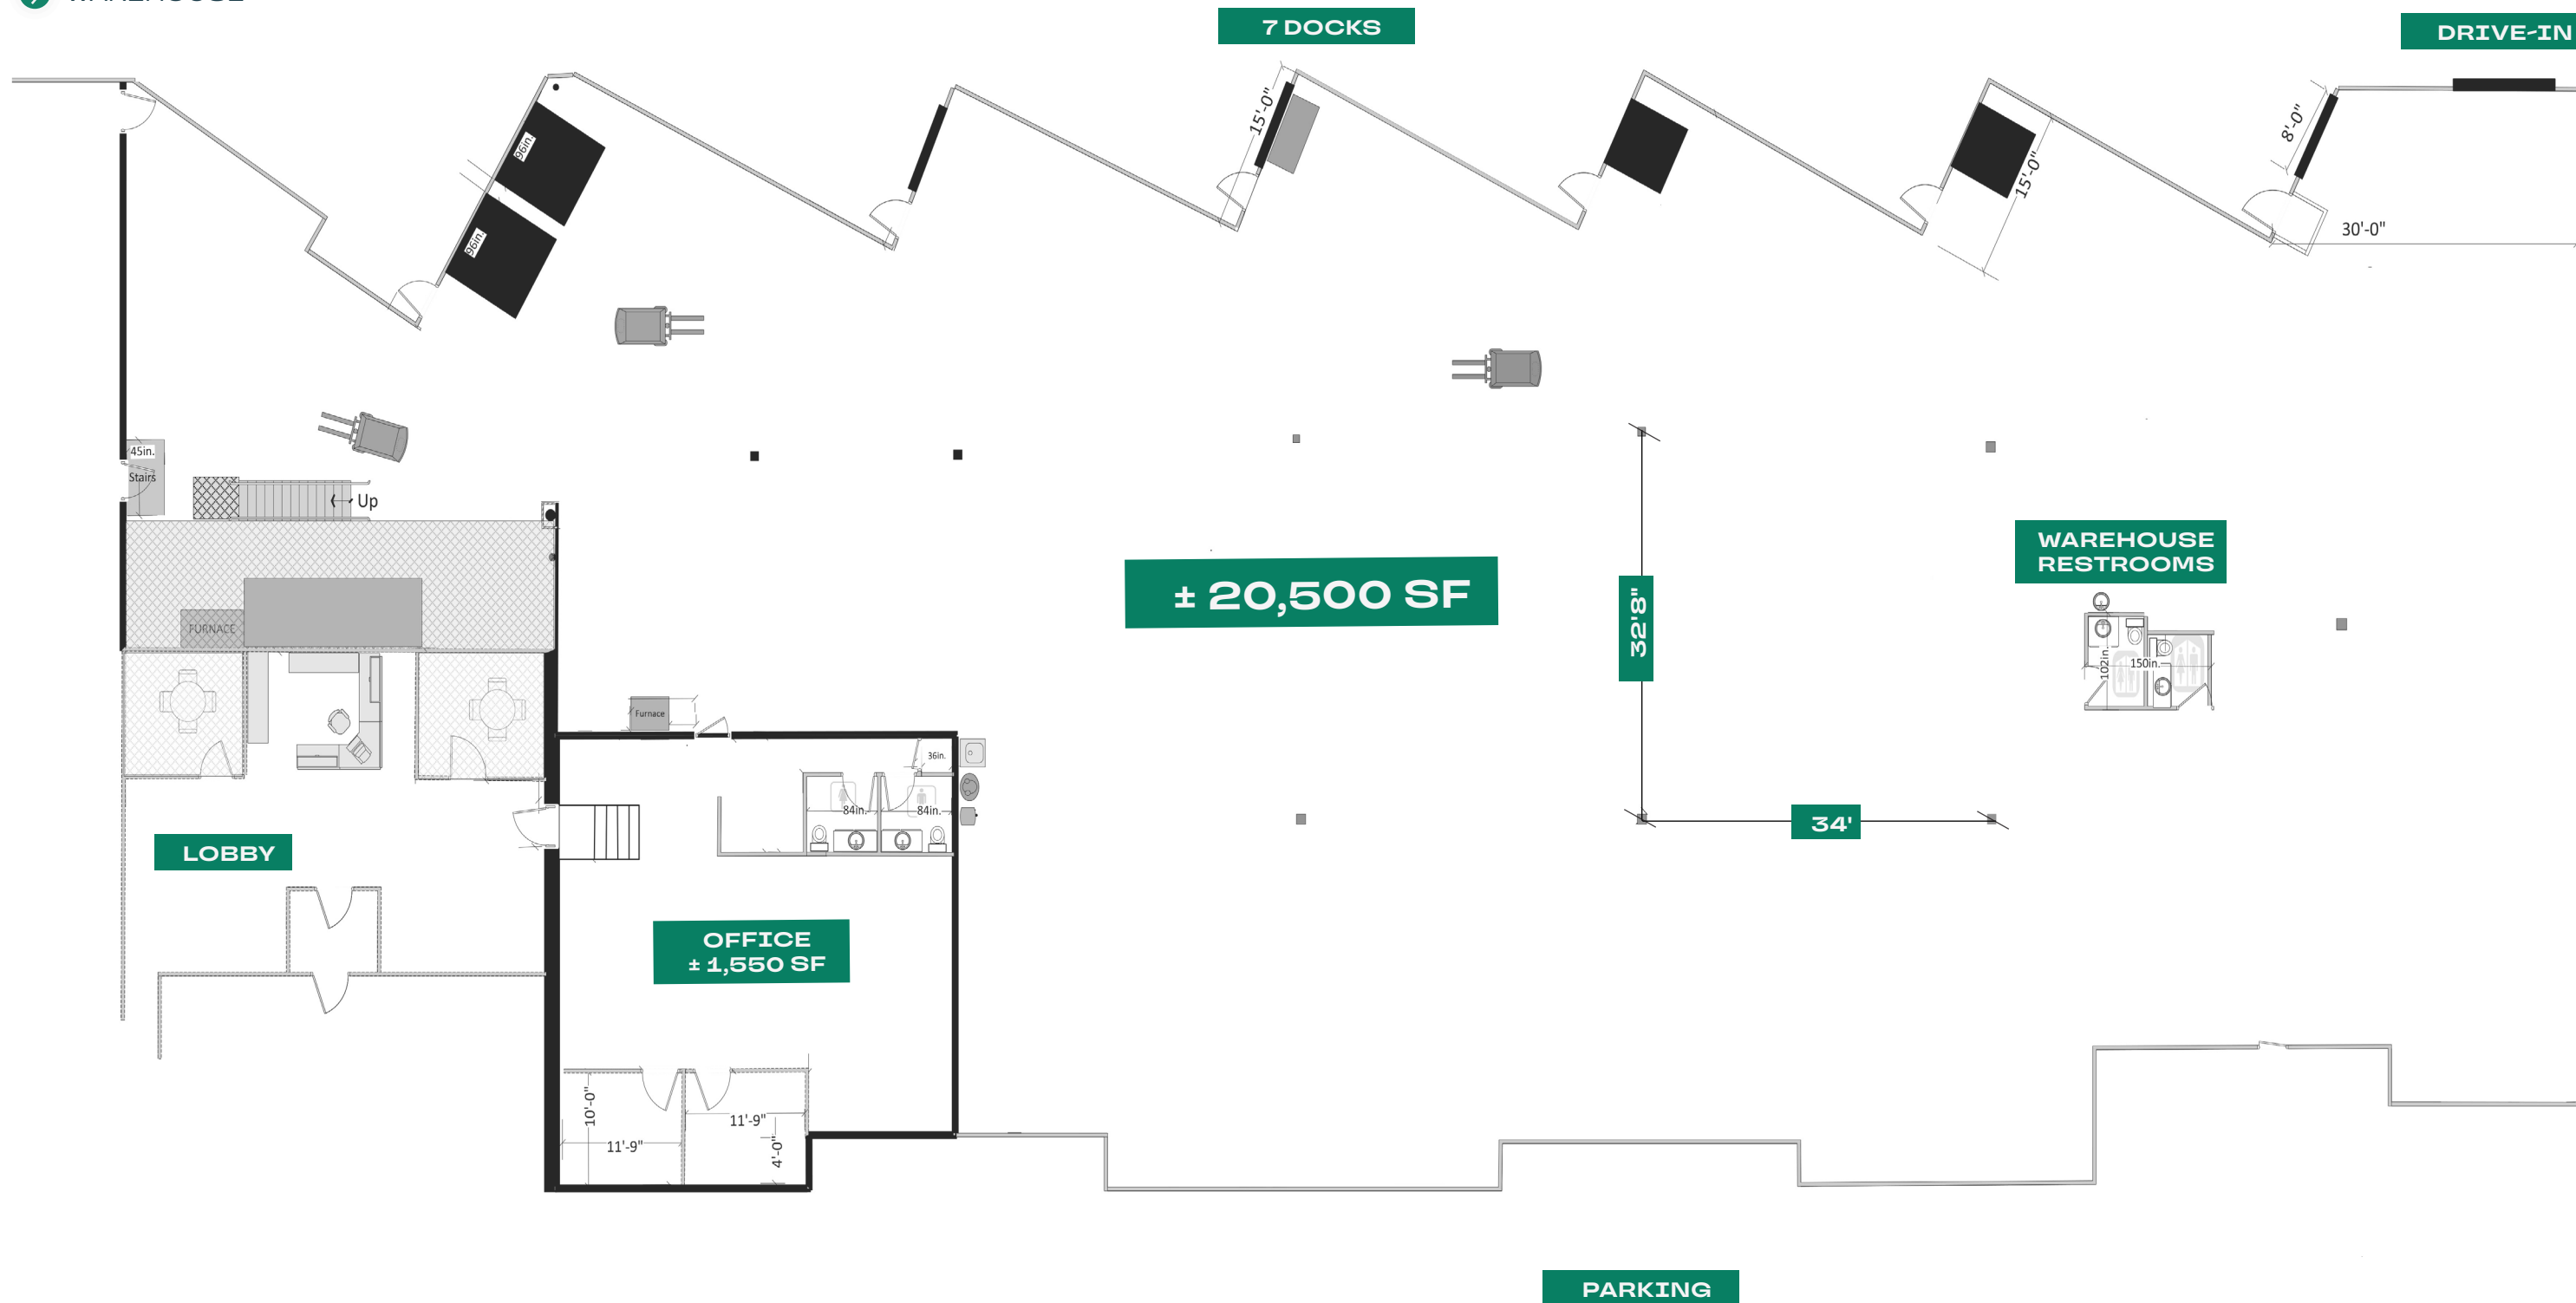 WAREHOUSE
7 DOCKS
DRIVE-IN
15'-0"
8'-0"
96in.
15'-0"
96in.
30'-0"
45in.
Stairs
Up
WAREHOUSE
RESTROOMS
± 20,500 SF
32'8"
FURNACE
102in.
150in.
Furnace
36in.
84in.
84in.
34'
LOBBY
OFFICE
± 1,550 SF
10'-0"
11'-9"
11'-9"
4'-0"
PARKING